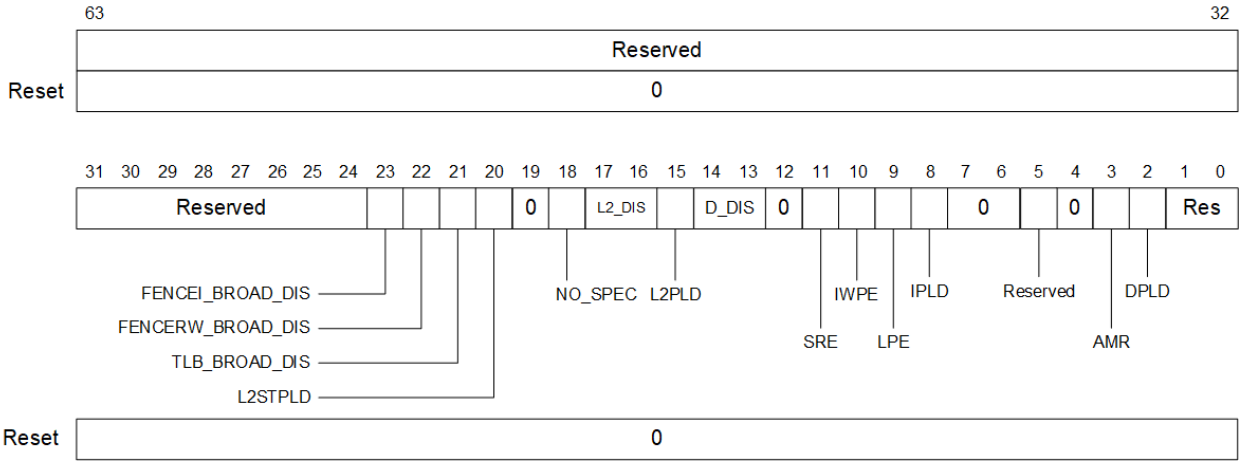 63 32
Reserved
Reset 0
31 30 29 28 27 26 25 24 23 22 21 20 19 18 17 16 15 14 13 12 11 10 9 8 7 6 5 4 3 2 1 0
Reserved 0 L2_DIS D_DIS 0 0 0 Res
FENCEI_BROAD_DIS NO_SPEC L2PLD IWPE IPLD Reserved DPLD
FENCERW_BROAD_DIS
SRE LPE AMR
TLB_BROAD_DIS
L2STPLD
Reset 0